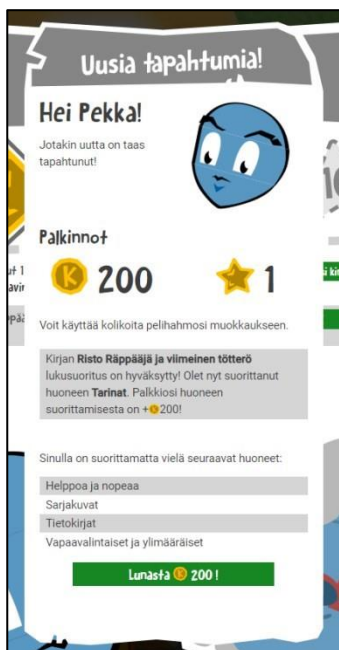 Uusia tapahtumia!
Hei Pekka!
Jotakin uutta on taas
tapahtunut!
Palkinnot
K 200 1
Voit käyttää kolikoita pelihahmosi muokkaukseen.
Kirjan Risto Räppääjä ja viimeinen tötterö
lukusuoritus on hyväksytty! Olet nyt suorittanut
huoneen Tarinat. Palkkiosi huoneen
suorittamisesta on +K200!
Sinulla on suorittamatta vielä seuraavat huoneet:
Helppoa ja nopeaa
Sarjakuvat
Tietokirjat
Vapaavalintaiset ja ylimääräiset
Lunasta K 200 !